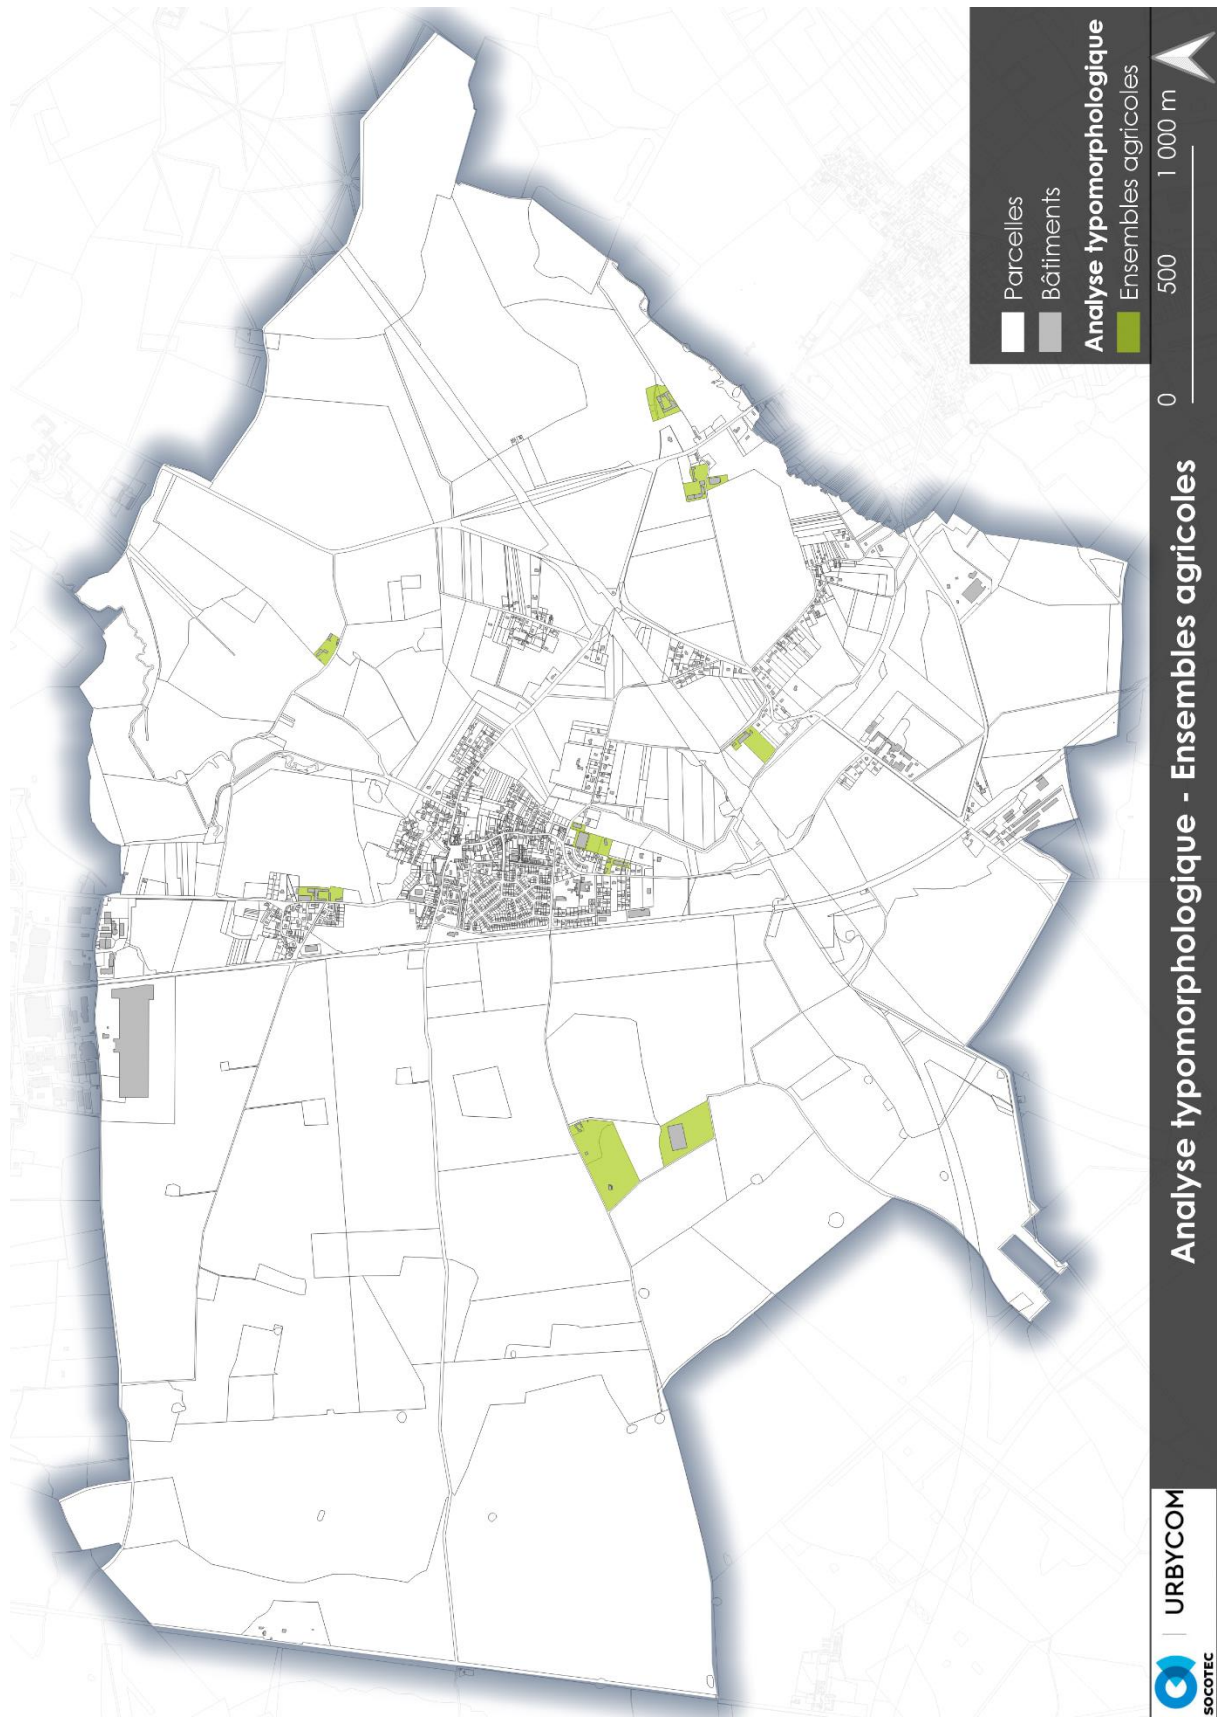 Parcelles
Bâtiments
Analyse typomorphologique
Ensembles agricoles
SOCOTEC
URBYCOM
Analyse typomorphologique - Ensembles agricoles
0 500 1 000 m